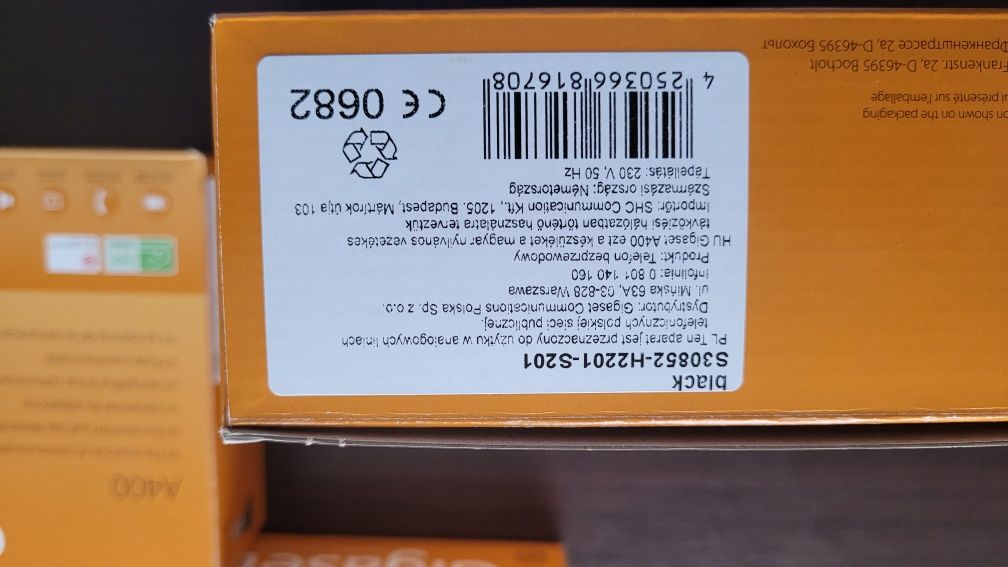 black
S30852-H2201-S201
PL Ten aparat jest przeznaczony do użytku w analogowych liniach
telefonicznych polskiej sieci publicznej.
Dystrybutor: Gigaset Communications Polska Sp. z o.o.
ul. Mińska 63A, 03-828 Warszawa
Infolinia: 0 801 140 160
Produkt: Telefon bezprzewodowy
HU Gigaset A400 ezt a készüléket a magyar nyilvános vezetékes
távközlési hálózatban történő használatra terveztük
Importőr: SHC Communication Kft., 1205. Budapest, Mártírok útja 103
Származási ország: Németország
Tápellátás: 230 V, 50 Hz
4 250366 816708
CE 0682
on shown on the packaging
ui présenté sur l'emballage
Frankenstr. 2a, D-46395 Bocholt
Франкенштрассе 2a, D-46395 Бохольт
A400
Gigaset